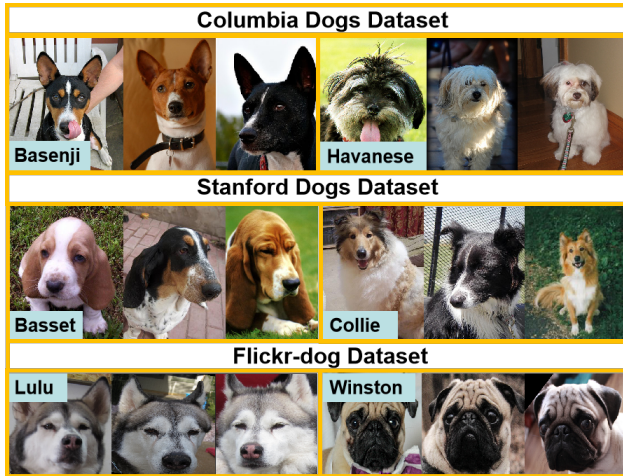 Columbia Dogs Dataset
Basenji
Havanese
Stanford Dogs Dataset
Basset
Collie
Flickr-dog Dataset
Lulu
Winston